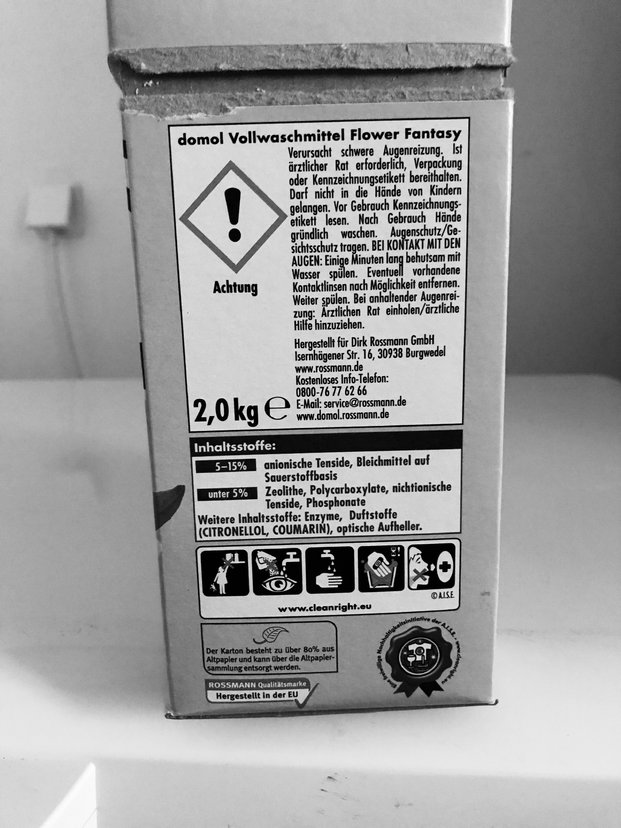 domol Vollwaschmittel Flower Fantasy
Verursacht schwere Augenreizung. Ist
ärztlicher Rat erforderlich, Verpackung
oder Kennzeichnungsetikett bereithalten.
Darf nicht in die Hände von Kindern
gelangen. Vor Gebrauch Kennzeichnungs-
etikett lesen. Nach Gebrauch Hände
gründlich waschen. Augenschutz/Ge-
sichtsschutz tragen. BEI KONTAKT MIT DEN
AUGEN: Einige Minuten lang behutsam mit
Wasser spülen. Eventuell vorhandene
Kontaktlinsen nach Möglichkeit entfernen.
Weiter spülen. Bei anhaltender Augenrei-
zung: Ärztlichen Rat einholen/ärztliche
Hilfe hinzuziehen.
Achtung
Hergestellt für Dirk Rossmann GmbH
Isernhägener Str. 16, 30938 Burgwedel
www.rossmann.de
Kostenloses Info-Telefon:
0800-76 77 62 66
E-Mail: service@rossmann.de
www.domol.rossmann.de
2,0 kg e
Inhaltsstoffe:
5–15% anionische Tenside, Bleichmittel auf
Sauerstoffbasis
unter 5% Zeolithe, Polycarboxylate, nichtionische
Tenside, Phosphonate
Weitere Inhaltsstoffe: Enzyme, Duftstoffe
(CITRONELLOL, COUMARIN), optische Aufheller.
© A.I.S.E.
www.cleanright.eu
Der Karton besteht zu über 80% aus
Altpapier und kann über die Altpapier-
sammlung entsorgt werden.
ROSSMANN Qualitätsmarke
Hergestellt in der EU
Eine freiwillige Nachhaltigkeitsinitiative der A.I.S.E. - www.cleanright.eu